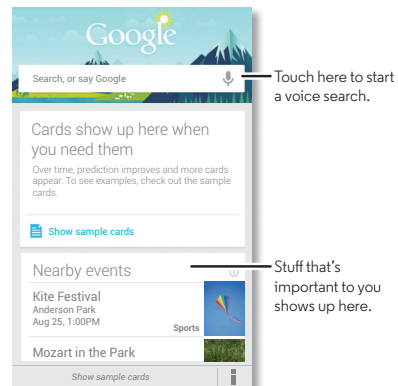 Google
Search, or say Google
Touch here to start
a voice search.
Cards show up here when
you need them
Over time, prediction improves and more cards
appear. To see examples, check out the sample
cards.
Show sample cards
Nearby events
Stuff that's
important to you
shows up here.
Kite Festival
Anderson Park
Aug 25, 1:00PM
Sports
Mozart in the Park
Show sample cards